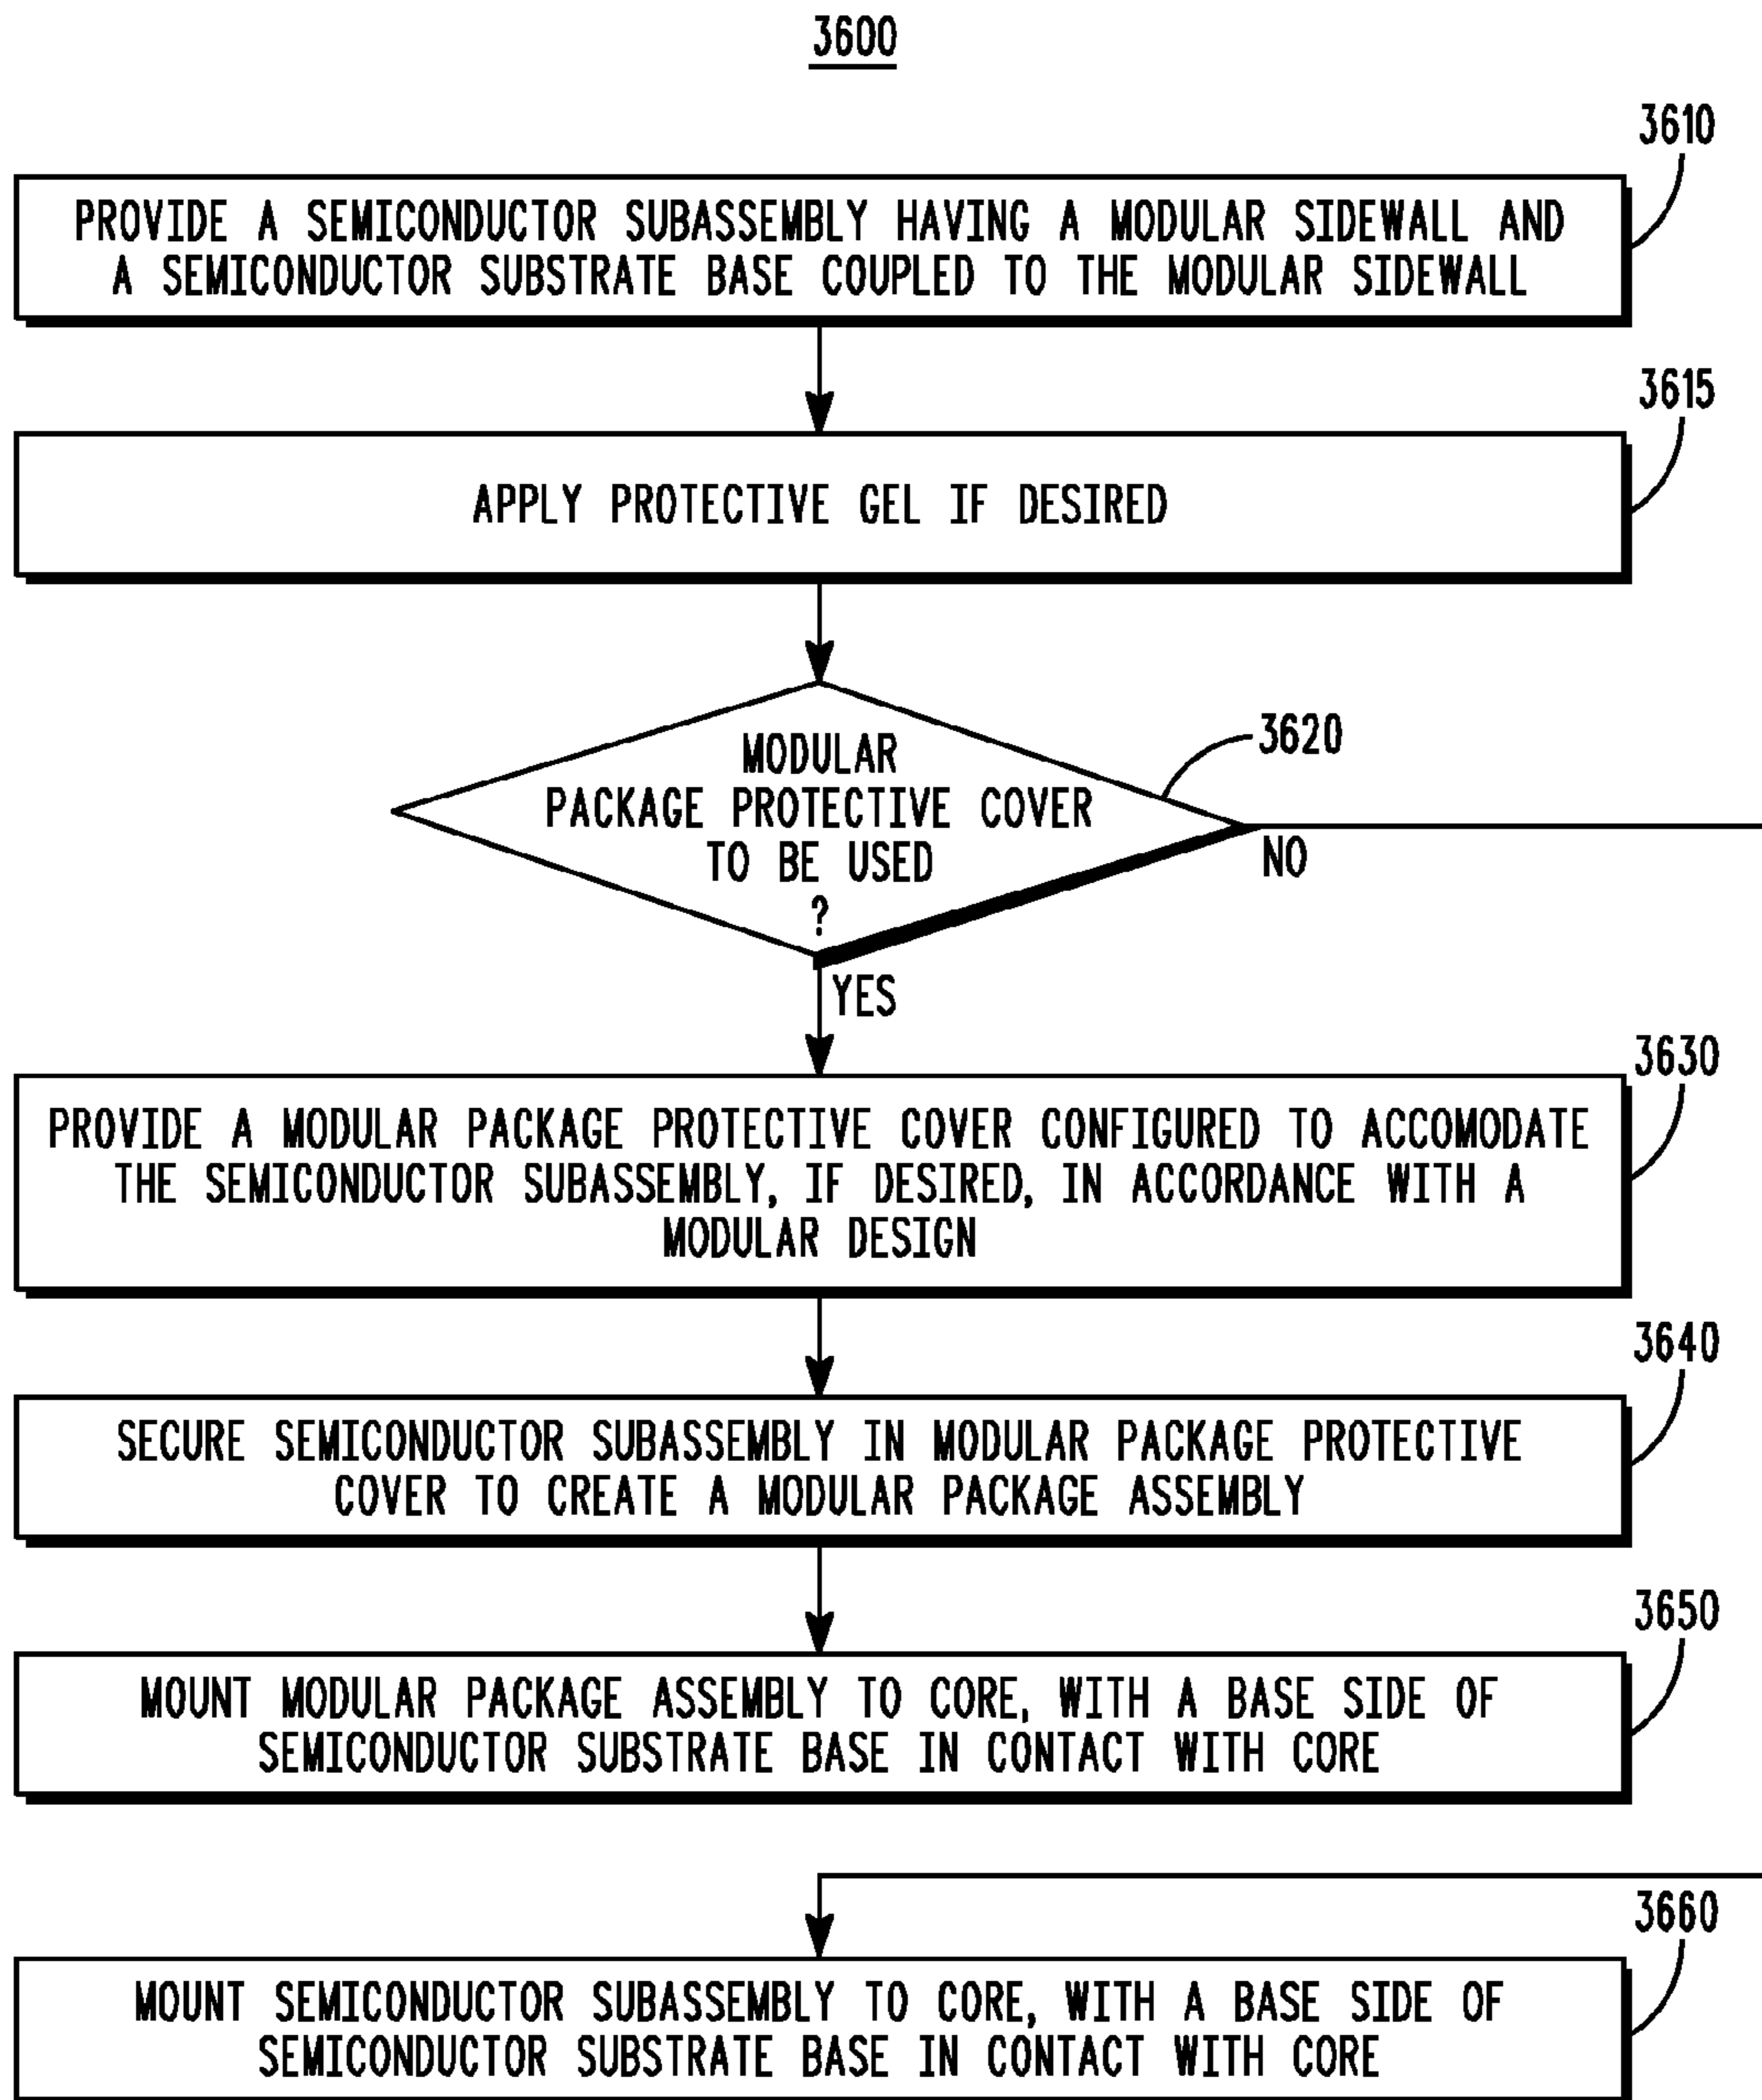 3600
3610
PROVIDE A SEMICONDUCTOR SUBASSEMBLY HAVING A MODULAR SIDEWALL AND
A SEMICONDUCTOR SUBSTRATE BASE COUPLED TO THE MODULAR SIDEWALL
3615
APPLY PROTECTIVE GEL IF DESIRED
3620
MODULAR
PACKAGE PROTECTIVE COVER
TO BE USED
?
NO
YES
3630
PROVIDE A MODULAR PACKAGE PROTECTIVE COVER CONFIGURED TO ACCOMODATE
THE SEMICONDUCTOR SUBASSEMBLY, IF DESIRED, IN ACCORDANCE WITH A
MODULAR DESIGN
3640
SECURE SEMICONDUCTOR SUBASSEMBLY IN MODULAR PACKAGE PROTECTIVE
COVER TO CREATE A MODULAR PACKAGE ASSEMBLY
3650
MOUNT MODULAR PACKAGE ASSEMBLY TO CORE, WITH A BASE SIDE OF
SEMICONDUCTOR SUBSTRATE BASE IN CONTACT WITH CORE
3660
MOUNT SEMICONDUCTOR SUBASSEMBLY TO CORE, WITH A BASE SIDE OF
SEMICONDUCTOR SUBSTRATE BASE IN CONTACT WITH CORE